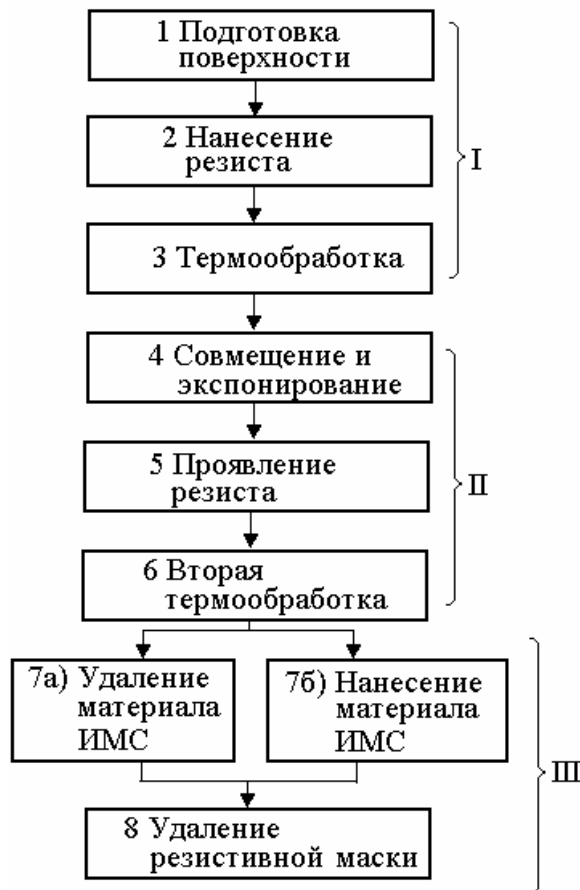 1 Подготовка
поверхности
2 Нанесение
резиста
I
3 Термообработка
4 Совмещение и
экспонирование
5 Проявление
резиста
II
6 Вторая
термообработка
7а) Удаление
материала
ИМС
7б) Нанесение
материала
ИМС
III
8 Удаление
резистивной маски